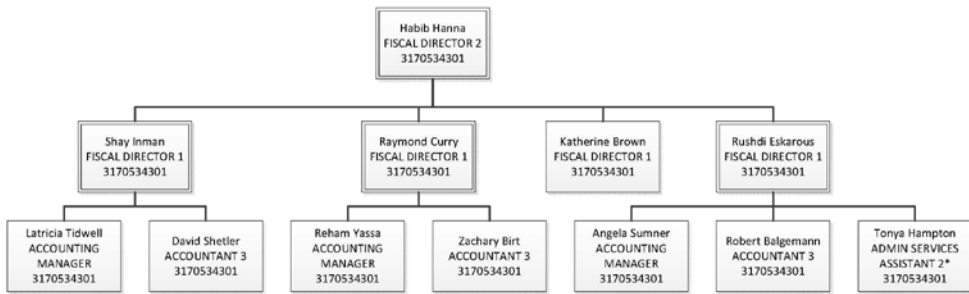 Habib Hanna
FISCAL DIRECTOR 2
3170534301
Shay Inman
FISCAL DIRECTOR 1
3170534301
Raymond Curry
FISCAL DIRECTOR 1
3170534301
Katherine Brown
FISCAL DIRECTOR 1
3170534301
Rushdi Eskarous
FISCAL DIRECTOR 1
3170534301
Latricia Tidwell
ACCOUNTING
MANAGER
3170534301
David Shetler
ACCOUNTANT 3
3170534301
Reham Yassa
ACCOUNTING
MANAGER
3170534301
Zachary Birt
ACCOUNTANT 3
3170534301
Angela Sumner
ACCOUNTING
MANAGER
3170534301
Robert Balgemann
ACCOUNTANT 3
3170534301
Tonya Hampton
ADMIN SERVICES
ASSISTANT 2*
3170534301